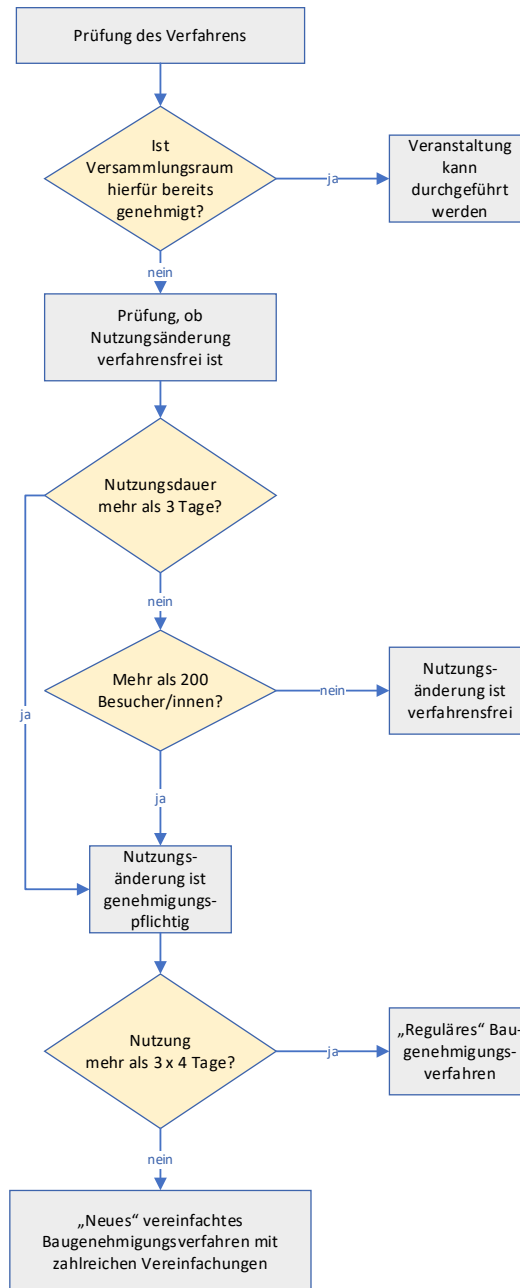 Prüfung des Verfahrens
Ist
Versammlungsraum
hierfür bereits
genehmigt?
ja
Veranstaltung
kann
durchgeführt
werden
nein
Prüfung, ob
Nutzungsänderung
verfahrensfrei ist
Nutzungsdauer
mehr als 3 Tage?
nein
Mehr als 200
Besucher/innen?
nein
Nutzungs-
änderung ist
verfahrensfrei
ja
ja
Nutzungs-
änderung ist
genehmigungs-
pflichtig
Nutzung
mehr als 3 x 4 Tage?
ja
„Reguläres“ Bau-
genehmigungs-
verfahren
nein
„Neues“ vereinfachtes
Baugenehmigungsverfahren mit
zahlreichen Vereinfachungen